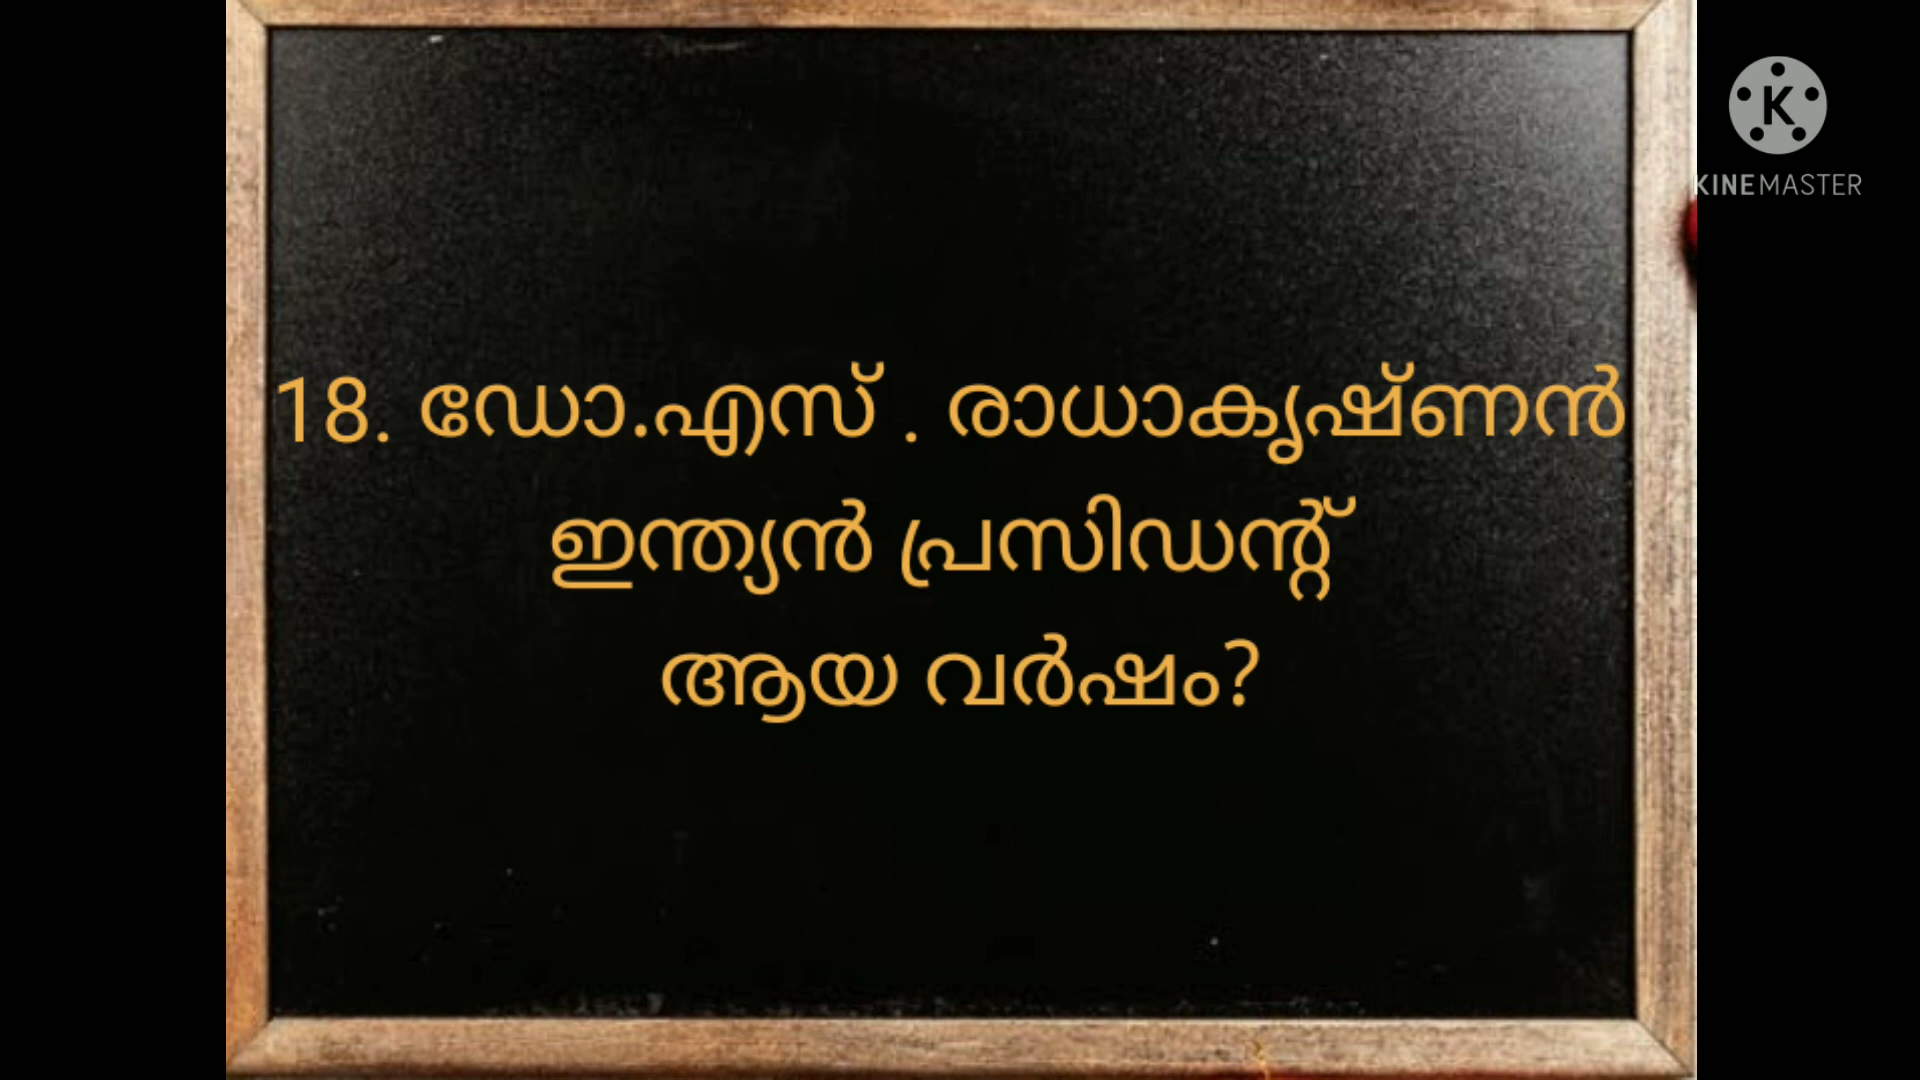 18. ഡോ.എസ് . രാധാകൃഷ്ണൻ
ഇന്ത്യൻ പ്രസിഡന്റ്
ആയ വർഷം?
K
KINEMASTER